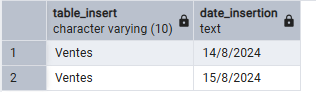 table_insert date_insertion
character varying (10) text
1 Ventes 14/8/2024
2 Ventes 15/8/2024